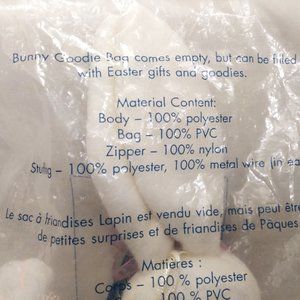 Bunny Goodie Bag comes empty, but can be filled
with Easter gifts and goodies.
Material Content:
Body – 100% polyester
Bag – 100% PVC
Zipper – 100% nylon
– 100% polyester, 100% metal wire (in ea
Le sac à friandises Lapin est vendu vide, mais peut être
de petites surprises et de friandises de Pâques
Matières :
Corps – 100 % polyester
100 % PVC